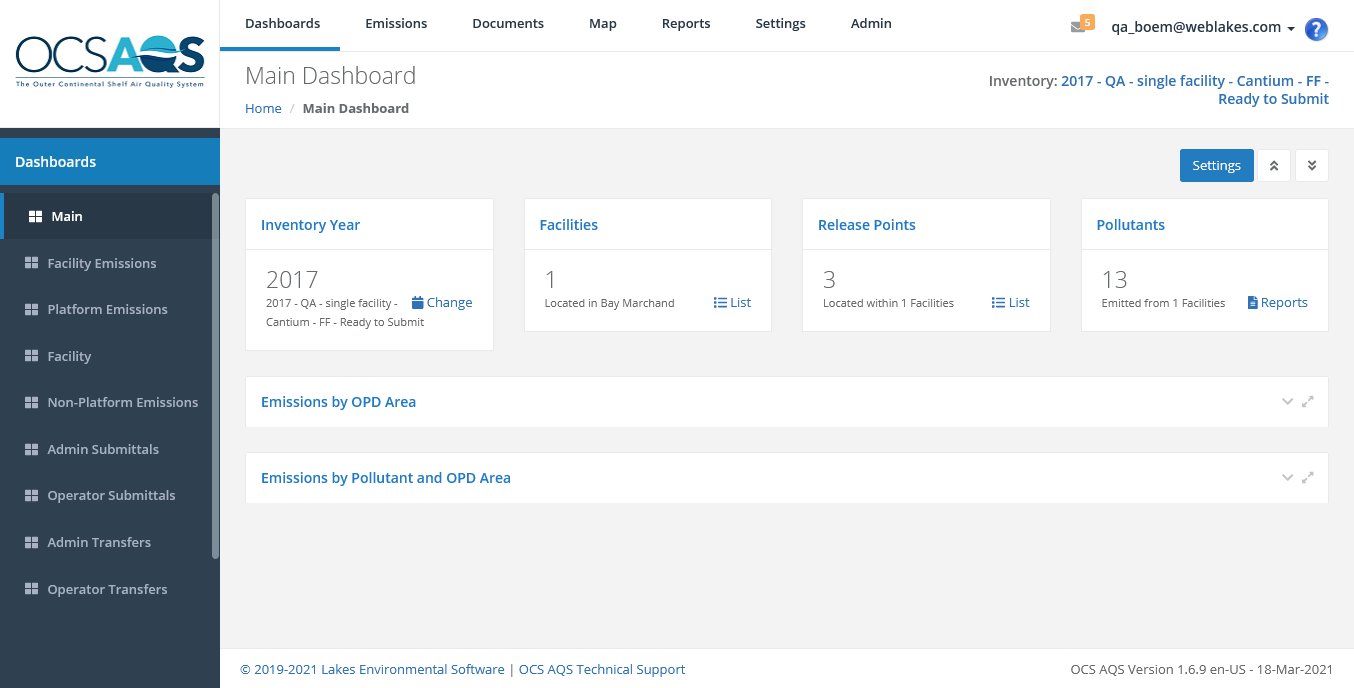 OCSAQS
The Outer Continental Shelf Air Quality System
Dashboards
Emissions
Documents
Map
Reports
Settings
Admin
5
qa_boem@weblakes.com
?
Main Dashboard
Home / Main Dashboard
Inventory: 2017 - QA - single facility - Cantium - FF -
Ready to Submit
Dashboards
Main
Facility Emissions
Platform Emissions
Facility
Non-Platform Emissions
Admin Submittals
Operator Submittals
Admin Transfers
Operator Transfers
Settings
Inventory Year
2017
2017 - QA - single facility -
Cantium - FF - Ready to Submit
Change
Facilities
1
Located in Bay Marchand
List
Release Points
3
Located within 1 Facilities
List
Pollutants
13
Emitted from 1 Facilities
Reports
Emissions by OPD Area
Emissions by Pollutant and OPD Area
© 2019-2021 Lakes Environmental Software | OCS AQS Technical Support
OCS AQS Version 1.6.9 en-US - 18-Mar-2021